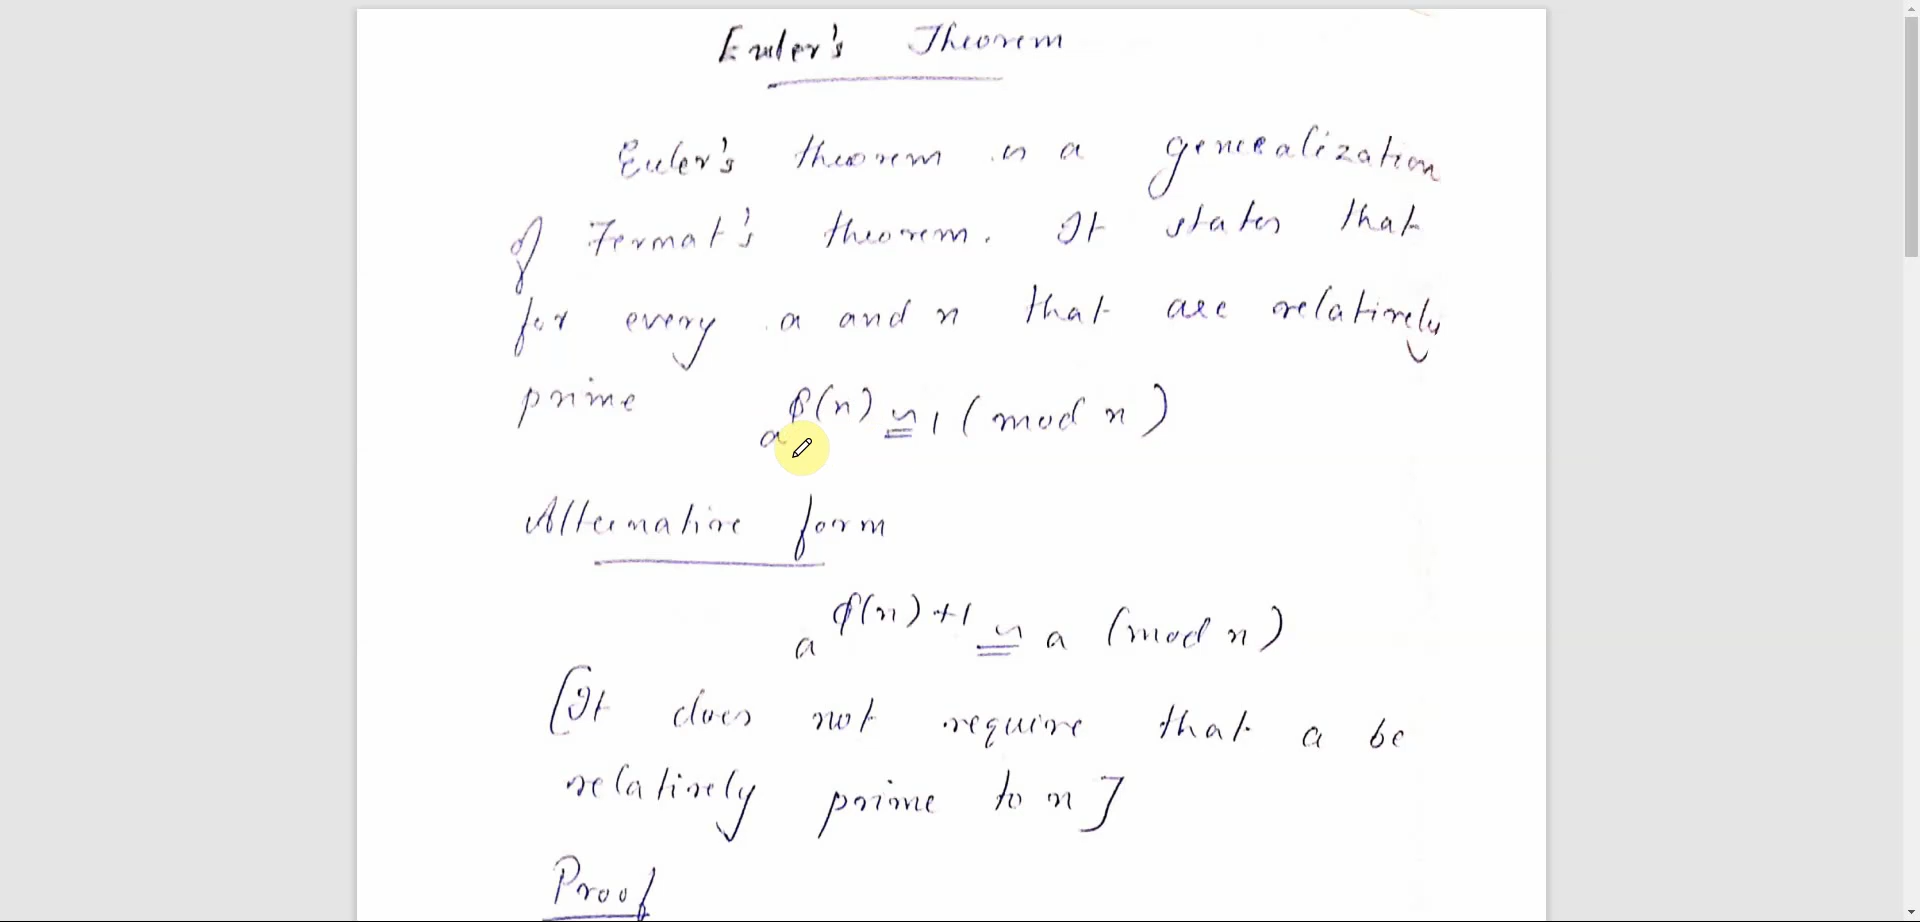 Euler's Theorem
Euler's theorem is a generalization
of Fermat's theorem. It states that
for every a and n that are relatively
prime a^φ(n) ≌ 1 (mod n)
Alternative form
a^φ(n)+1 ≌ a (mod n)
[It does not require that a be
relatively prime to n]
Proof